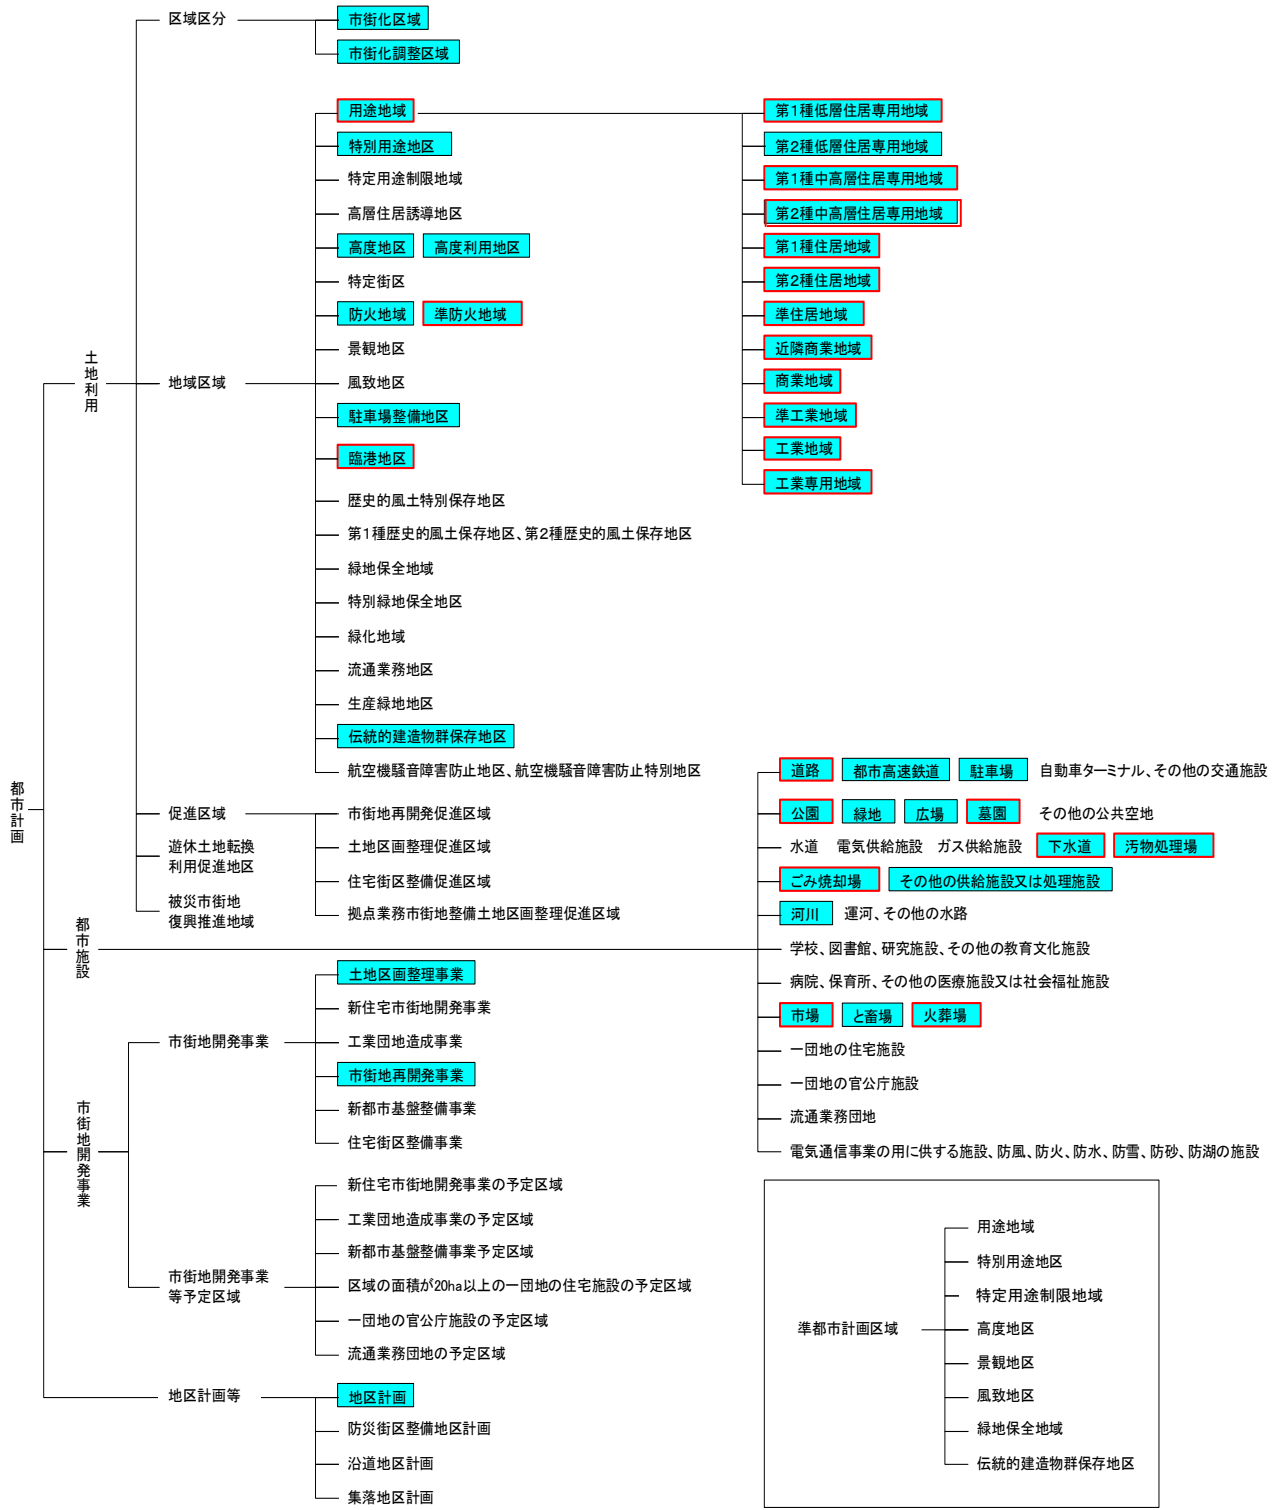 都市計画
土地利用
区域区分
市街化区域
市街化調整区域
地域区域
用途地域
第1種低層住居専用地域
第2種低層住居専用地域
第1種中高層住居専用地域
第2種中高層住居専用地域
第1種住居地域
第2種住居地域
準住居地域
近隣商業地域
商業地域
準工業地域
工業地域
工業専用地域
特別用途地区
特定用途制限地域
高層住居誘導地区
高度地区 高度利用地区
特定街区
防火地域 準防火地域
景観地区
風致地区
駐車場整備地区
臨港地区
歴史的風土特別保存地区
第1種歴史的風土保存地区、第2種歴史的風土保存地区
緑地保全地域
特別緑地保全地区
緑化地域
流通業務地区
生産緑地地区
伝統的建造物群保存地区
航空機騒音障害防止地区、航空機騒音障害防止特別地区
促進区域
市街地再開発促進区域
土地区画整理促進区域
住宅街区整備促進区域
拠点業務市街地整備土地区画整理促進区域
遊休土地転換
利用促進地区
被災市街地
復興推進地域
都市施設
道路 都市高速鉄道 駐車場 自動車ターミナル、その他の交通施設
公園 緑地 広場 墓園 その他の公共空地
水道 電気供給施設 ガス供給施設 下水道 汚物処理場
ごみ焼却場 その他の供給施設又は処理施設
河川 運河、その他の水路
学校、図書館、研究施設、その他の教育文化施設
病院、保育所、その他の医療施設又は社会福祉施設
市場 と畜場 火葬場
一団地の住宅施設
一団地の官公庁施設
流通業務団地
電気通信事業の用に供する施設、防風、防火、防水、防雪、防砂、防湖の施設
市街地開発事業
市街地開発事業
土地区画整理事業
新住宅市街地開発事業
工業団地造成事業
市街地再開発事業
新都市基盤整備事業
住宅街区整備事業
市街地開発事業
等予定区域
新住宅市街地開発事業の予定区域
工業団地造成事業の予定区域
新都市基盤整備事業予定区域
区域の面積が20ha以上の一団地の住宅施設の予定区域
一団地の官公庁施設の予定区域
流通業務団地の予定区域
地区計画等
地区計画
防災街区整備地区計画
沿道地区計画
集落地区計画
準都市計画区域
用途地域
特別用途地区
特定用途制限地域
高度地区
景観地区
風致地区
緑地保全地域
伝統的建造物群保存地区